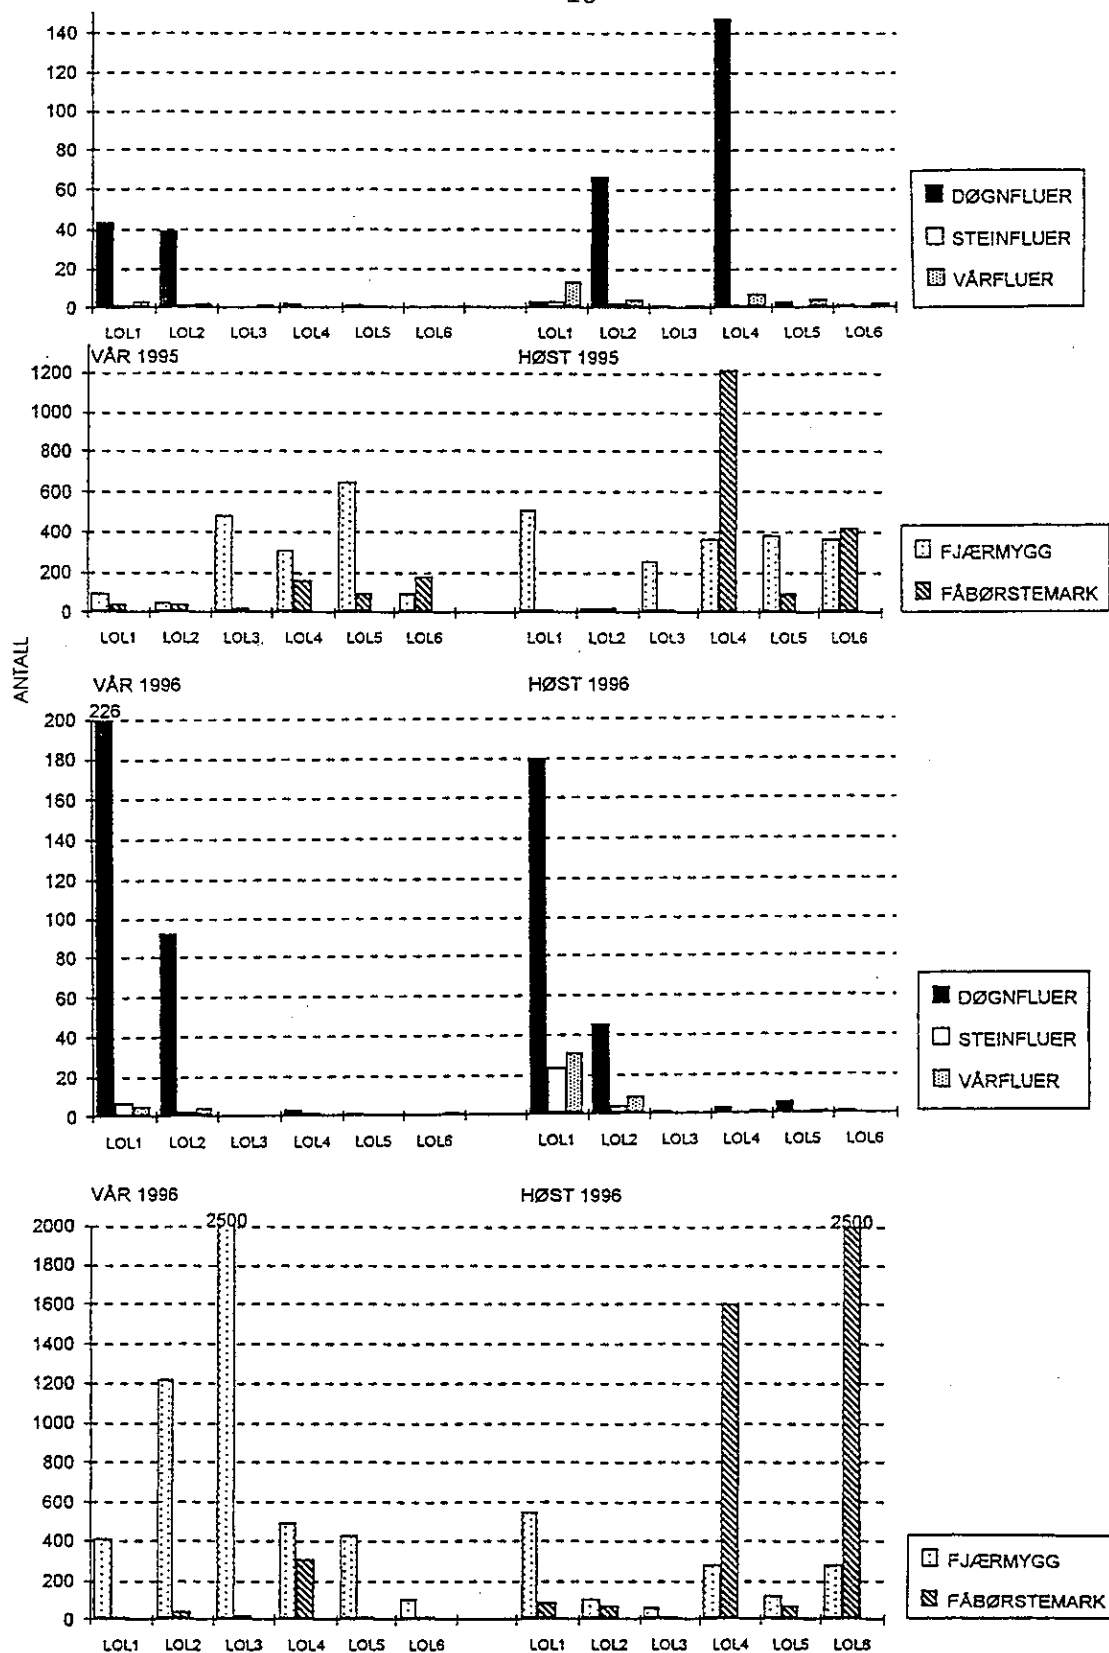 140
120
100
80
60
40
20
0
LOL1 LOL2 LOL3 LOL4 LOL5 LOL6 LOL1 LOL2 LOL3 LOL4 LOL5 LOL6
DØGNFLUER
STEINFLUER
VÅRFLUER
VÅR 1995 HØST 1995
1200
1000
800
600
400
200
0
LOL1 LOL2 LOL3 LOL4 LOL5 LOL6 LOL1 LOL2 LOL3 LOL4 LOL5 LOL6
FJÆRMYGG
FÅBØRSTEMARK
ANTALL
VÅR 1996 HØST 1996
226
200
180
160
140
120
100
80
60
40
20
0
LOL1 LOL2 LOL3 LOL4 LOL5 LOL6 LOL1 LOL2 LOL3 LOL4 LOL5 LOL6
DØGNFLUER
STEINFLUER
VÅRFLUER
VÅR 1996 HØST 1996
2500 2500
2000
1800
1600
1400
1200
1000
800
600
400
200
0
LOL1 LOL2 LOL3 LOL4 LOL5 LOL6 LOL1 LOL2 LOL3 LOL4 LOL5 LOL6
FJÆRMYGG
FÅBØRSTEMARK